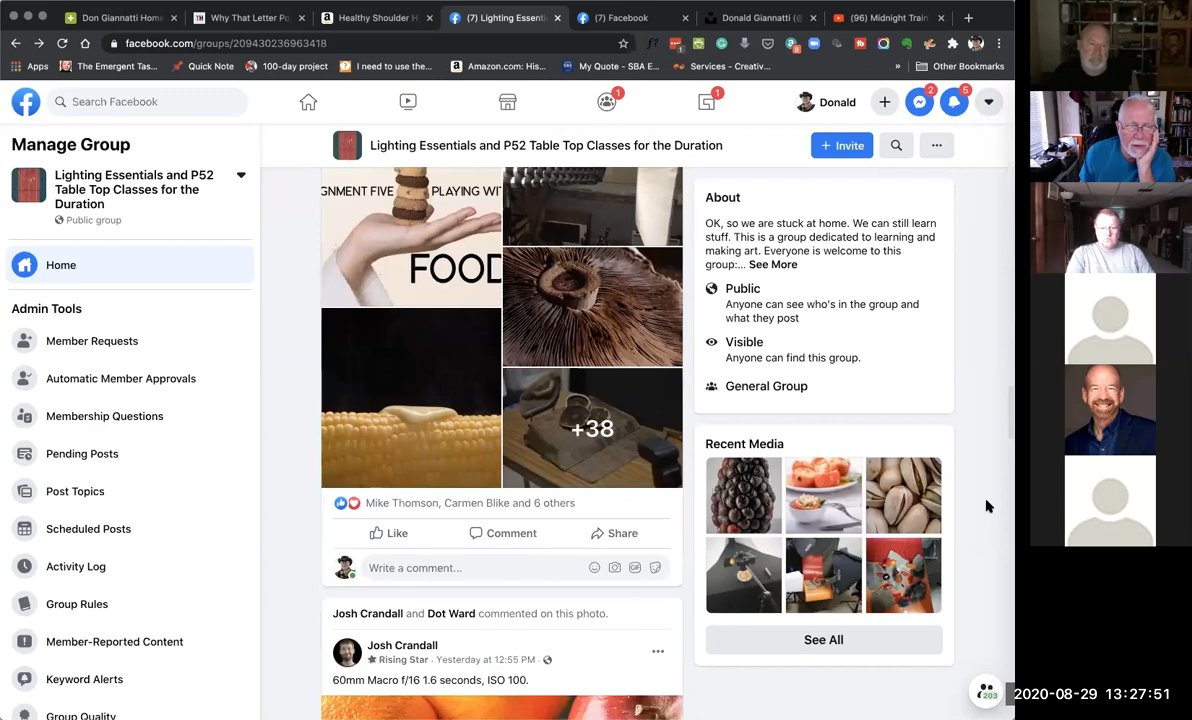 Don Giannatti Home
Why That Letter Po
Healthy Shoulder H
(7) Lighting Essenti
(7) Facebook
Donald Giannatti (@
(96) Midnight Train
facebook.com/groups/209430236963418
Apps
The Emergent Tas...
Quick Note
100-day project
I need to use the...
Amazon.com: His...
My Quote - SBA E...
Services - Creativ...
»
Other Bookmarks
Search Facebook
1
1
Donald
2
5
Manage Group
Lighting Essentials and P52
Table Top Classes for the
Duration
Public group
Home
Admin Tools
Member Requests
Automatic Member Approvals
Membership Questions
Pending Posts
Post Topics
Scheduled Posts
Activity Log
Group Rules
Member-Reported Content
Keyword Alerts
Group Quality
Lighting Essentials and P52 Table Top Classes for the Duration
+ Invite
GNMENT FIVE
PLAYING WIT
FOOD
+38
Mike Thomson, Carmen Blike and 6 others
Like
Comment
Share
Write a comment...
GIF
Josh Crandall and Dot Ward commented on this photo.
Josh Crandall
Rising Star · Yesterday at 12:55 PM ·
60mm Macro f/16 1.6 seconds, ISO 100.
About
OK, so we are stuck at home. We can still learn
stuff. This is a group dedicated to learning and
making art. Everyone is welcome to this
group:... See More
Public
Anyone can see who's in the group and
what they post
Visible
Anyone can find this group.
General Group
Recent Media
See All
203
2020-08-29 13:27:51